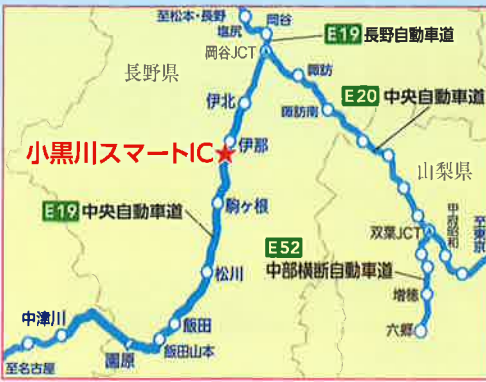 至松本・長野
岡谷
塩尻
E19 長野自動車道
岡谷JCT
長野県
諏訪
伊北
諏訪南
E20 中央自動車道
伊那
小黒川スマートIC
山梨県
駒ヶ根
E19 中央自動車道
甲府昭和
至東京
双葉JCT
E52
中部横断自動車道
松川
増穂
中津川
飯田
六郷
飯田山本
園原
至名古屋